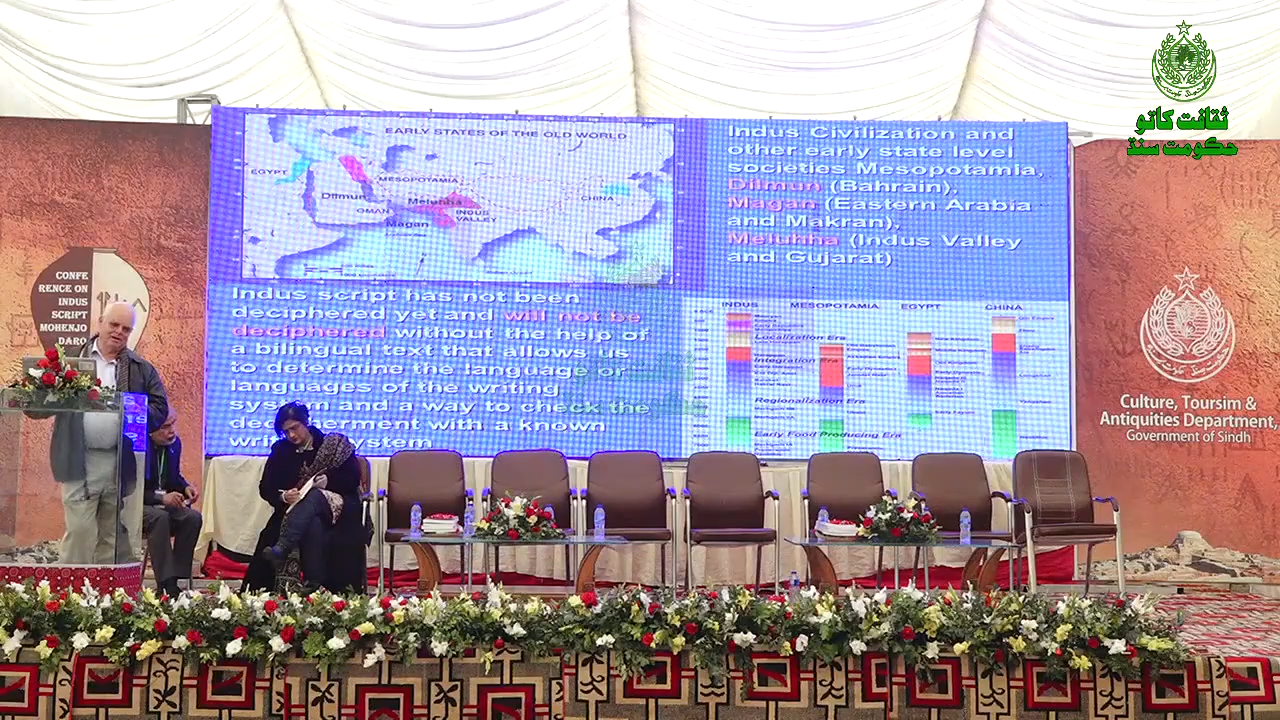 ثقافت کاتو
حڪومت سنڌ
EARLY STATES OF THE OLD WORLD
EGYPT
MESOPOTAMIA
Dilmun
Meluhha
OMAN
INDUS
VALLEY
Magan
CHINA
Indus Civilization and
other early state level
societies Mesopotamia,
Dilmun (Bahrain),
Magan (Eastern Arabia
and Makran),
Meluhha (Indus Valley
and Gujarat)
Indus script has not been
deciphered yet and will not be
deciphered without the help of
a bilingual text that allows us
to determine the language or
languages of the writing
system and a way to check the
decipherment with a known
writing system
INDUS MESOPOTAMIA EGYPT CHINA
Localization Era
Integration Era
Regionalization Era
Early Food Producing Era
CONFE
RENCE ON
INDUS
SCRIPT
MOHENJO
DARO
Culture, Toursim &
Antiquities Department,
Government of Sindh